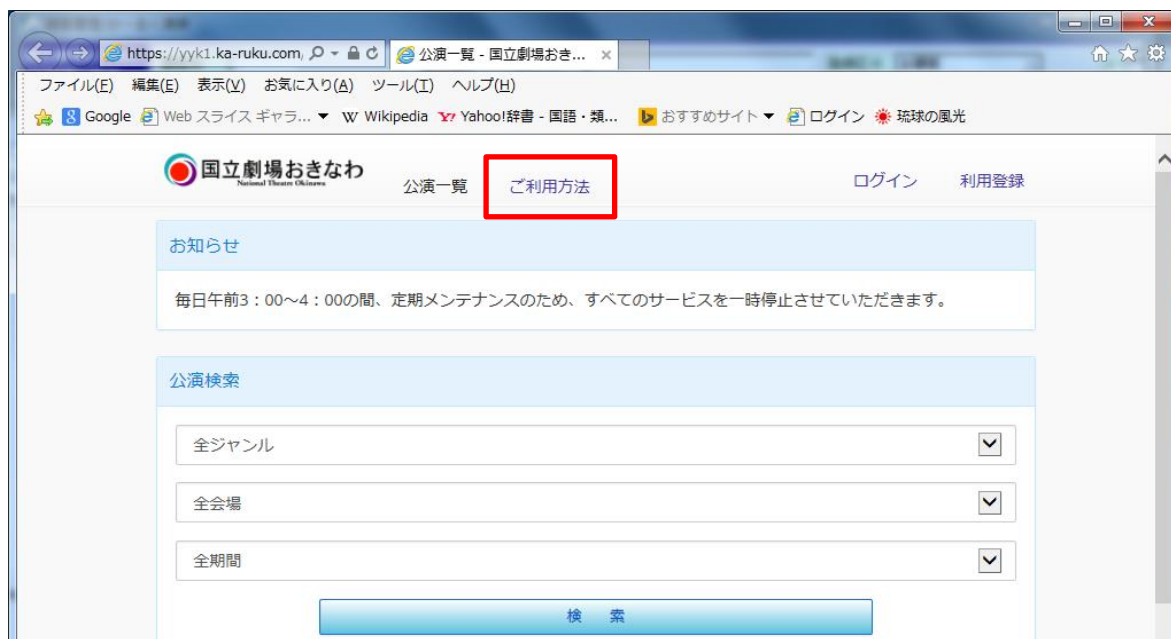 https://yyk1.ka-ruku.com, 公演一覧 - 国立劇場おき...
ファイル(F) 編集(E) 表示(V) お気に入り(A) ツール(T) ヘルプ(H)
Google Web スライス ギャラ... Wikipedia Yahoo!辞書 - 国語・類... おすすめサイト ログイン 琉球の風光
国立劇場おきなわ
National Theatre Okinawa
公演一覧 ご利用方法 ログイン 利用登録
お知らせ
毎日午前3：00～4：00の間、定期メンテナンスのため、すべてのサービスを一時停止させていただきます。
公演検索
全ジャンル
全会場
全期間
検 索